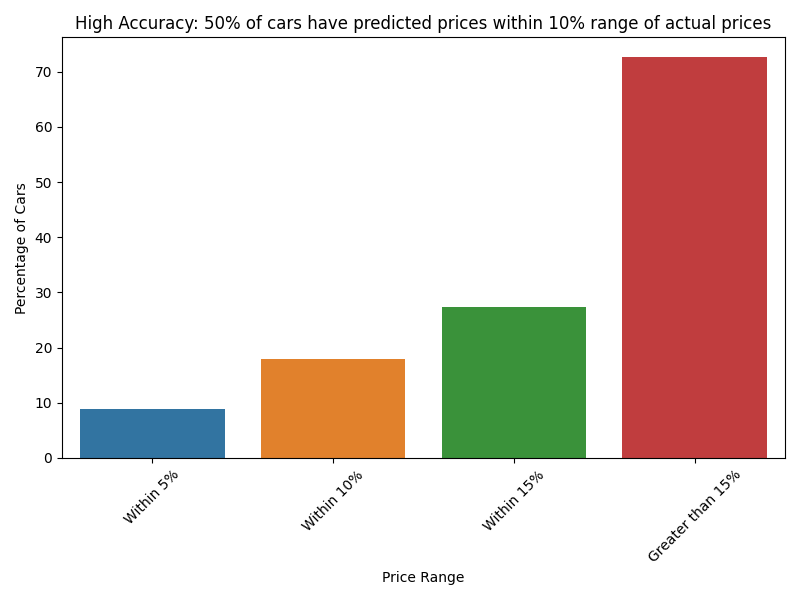 High Accuracy: 50% of cars have predicted prices within 10% range of actual prices
Percentage of Cars
70
60
50
40
30
20
10
0
Within 5%
Within 10%
Within 15%
Greater than 15%
Price Range